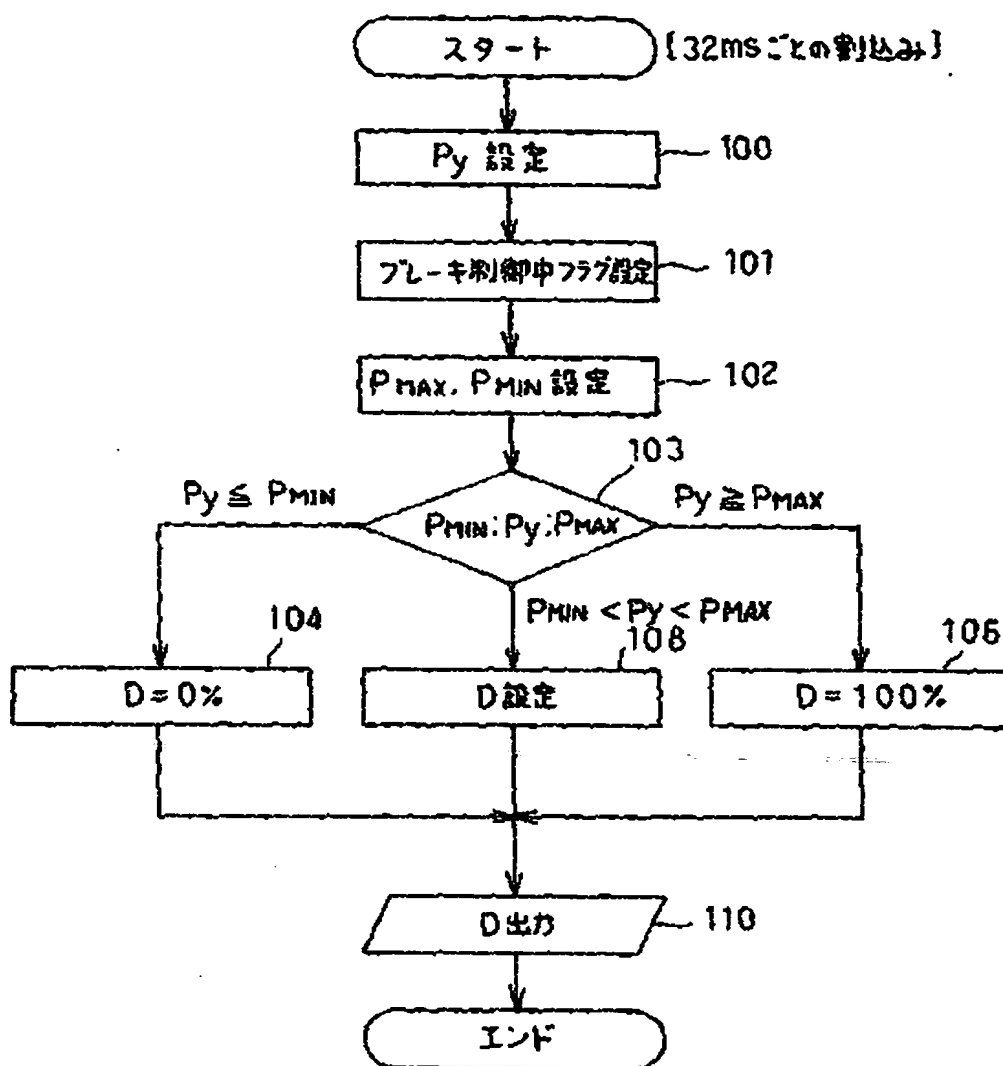 スタート
[32msごとの割込み]
Py 設定
100
ブレーキ制御中フラグ設定
101
PMAX. PMIN 設定
102
103
Py ≦ PMIN
PMIN : Py ; PMAX
Py ≧ PMAX
PMIN < Py < PMAX
104
108
106
D = 0%
D 設定
D = 100%
D 出力
110
エンド